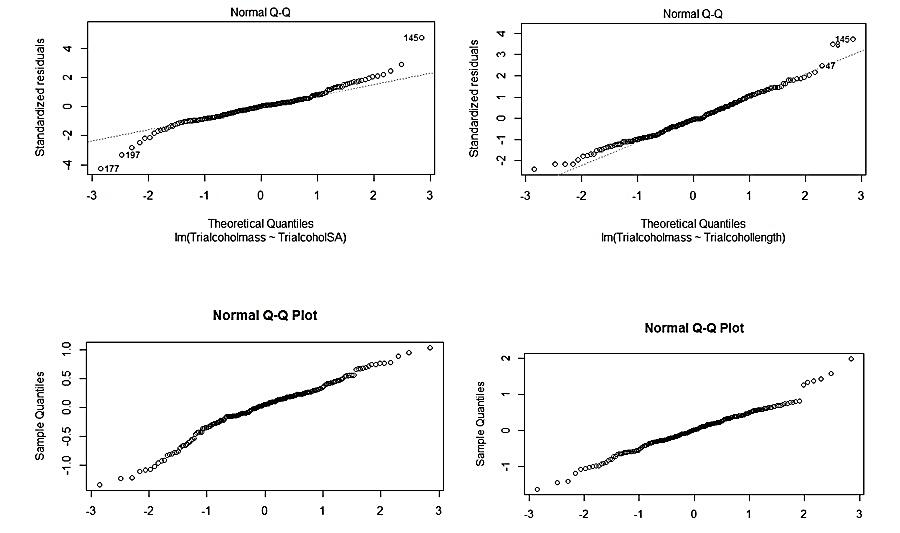 Normal Q-Q
Standardized residuals
4
2
0
-2
-4
145
197
177
-3 -2 -1 0 1 2 3
Theoretical Quantiles
lm(Trialcoholmass ~ TrialcoholSA)
Normal Q-Q
Standardized residuals
4
3
2
1
0
-1
-2
145
47
-3 -2 -1 0 1 2 3
Theoretical Quantiles
lm(Trialcoholmass ~ Trialcohollength)
Normal Q-Q Plot
Sample Quantiles
1.0
0.5
0.0
-0.5
-1.0
-3 -2 -1 0 1 2 3
Normal Q-Q Plot
Sample Quantiles
2
1
0
-1
-3 -2 -1 0 1 2 3